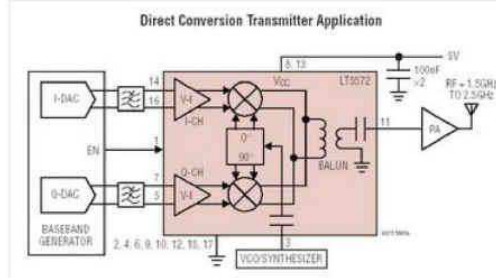 Direct Conversion Transmitter Application
8, 13
5V
VCC
LT5572
100nF
×2
RF = 1.5GHz
TO 2.5GHz
I-DAC
14
16
V-I
I-CH
EN
1
0°
90°
BALUN
11
PA
Q-DAC
7
5
Q-CH
V-I
BASEBAND
GENERATOR
2, 4, 6, 9, 10, 12, 15, 17
3
VCO/SYNTHESIZER